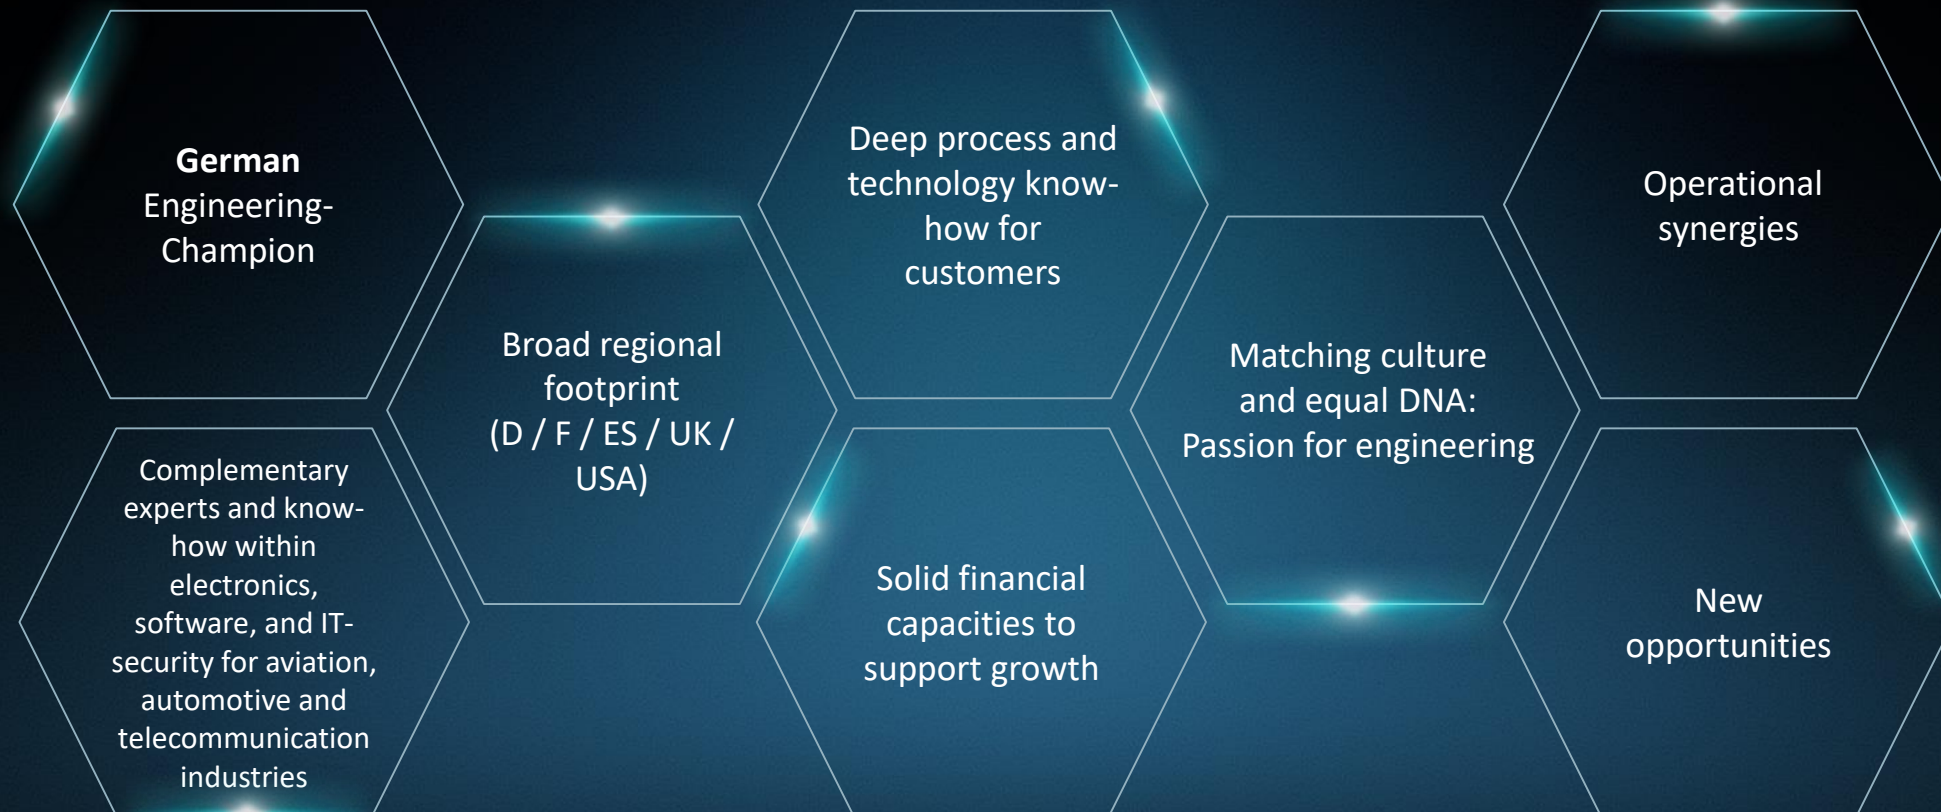 German
Engineering-
Champion
Complementary
experts and know-
how within
electronics,
software, and IT-
security for aviation,
automotive and
telecommunication
industries
Broad regional
footprint
(D / F / ES / UK /
USA)
Deep process and
technology know-
how for
customers
Solid financial
capacities to
support growth
Matching culture
and equal DNA:
Passion for engineering
Operational
synergies
New
opportunities